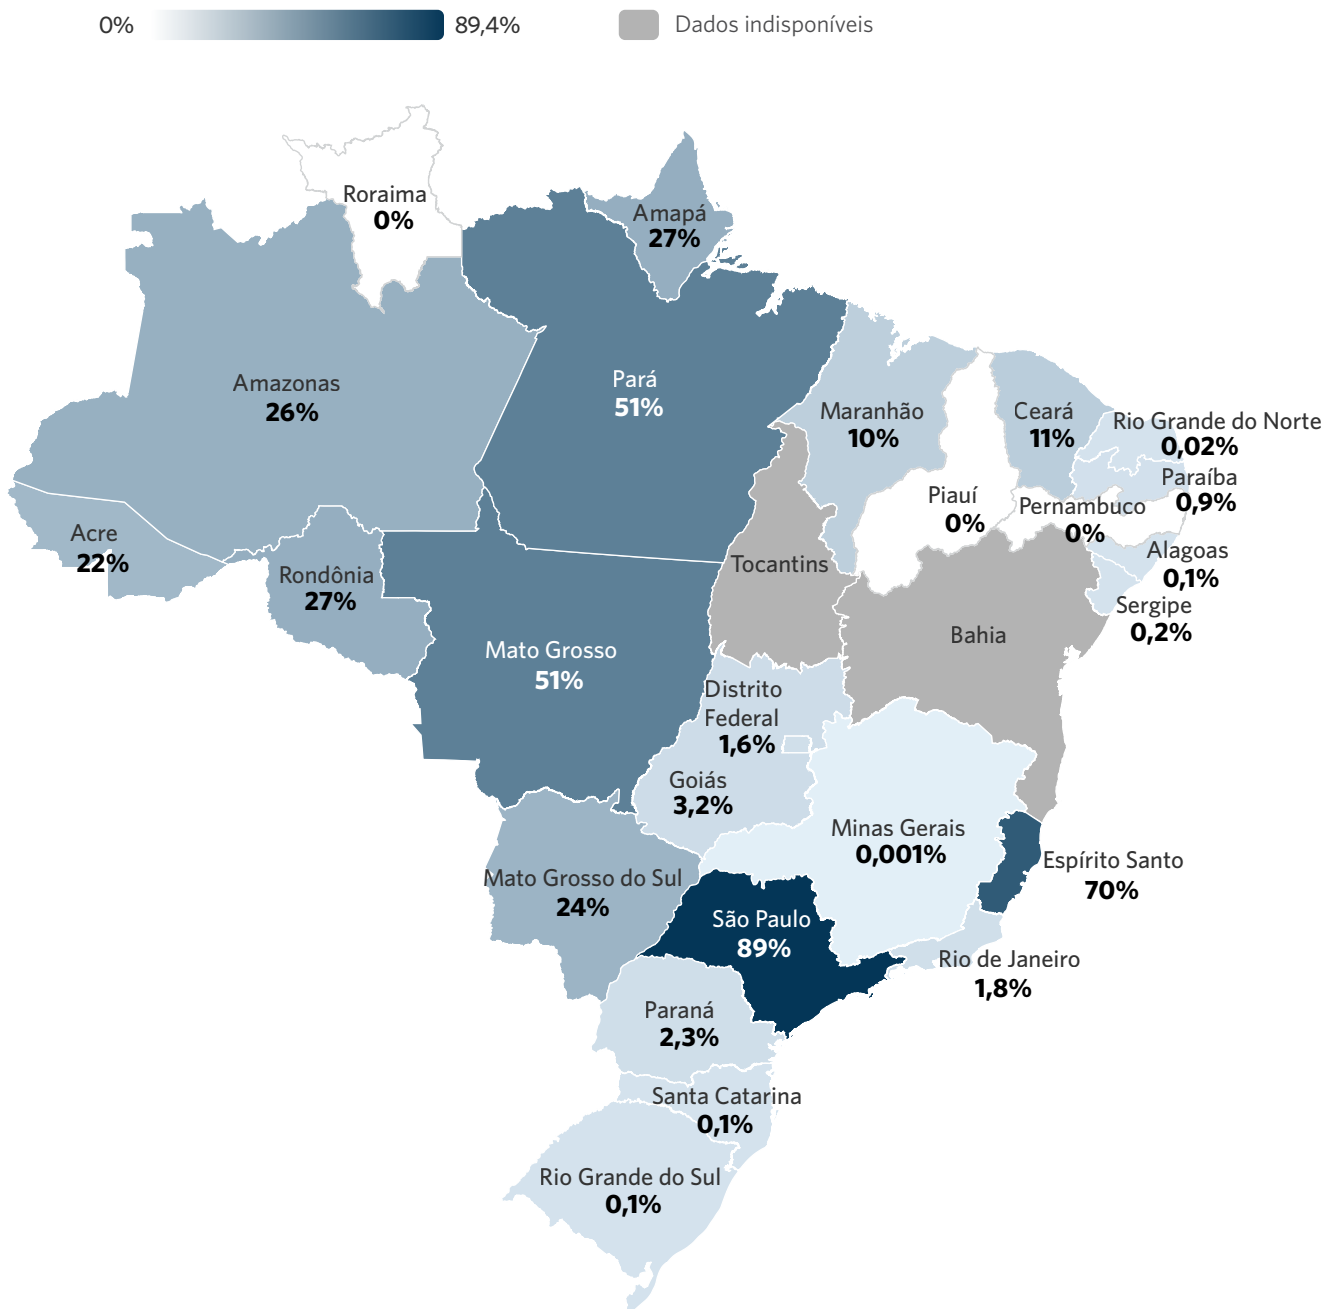 0%
89,4%
Dados indisponíveis
Roraima
0%
Amapá
27%
Amazonas
26%
Pará
51%
Maranhão
10%
Ceará
11%
Rio Grande do Norte
0,02%
Paraíba
0,9%
Piauí
0%
Pernambuco
0%
Acre
22%
Rondônia
27%
Tocantins
Alagoas
0,1%
Sergipe
0,2%
Bahia
Mato Grosso
51%
Distrito
Federal
1,6%
Goiás
3,2%
Minas Gerais
0,001%
Espírito Santo
70%
Mato Grosso do Sul
24%
São Paulo
89%
Rio de Janeiro
1,8%
Paraná
2,3%
Santa Catarina
0,1%
Rio Grande do Sul
0,1%